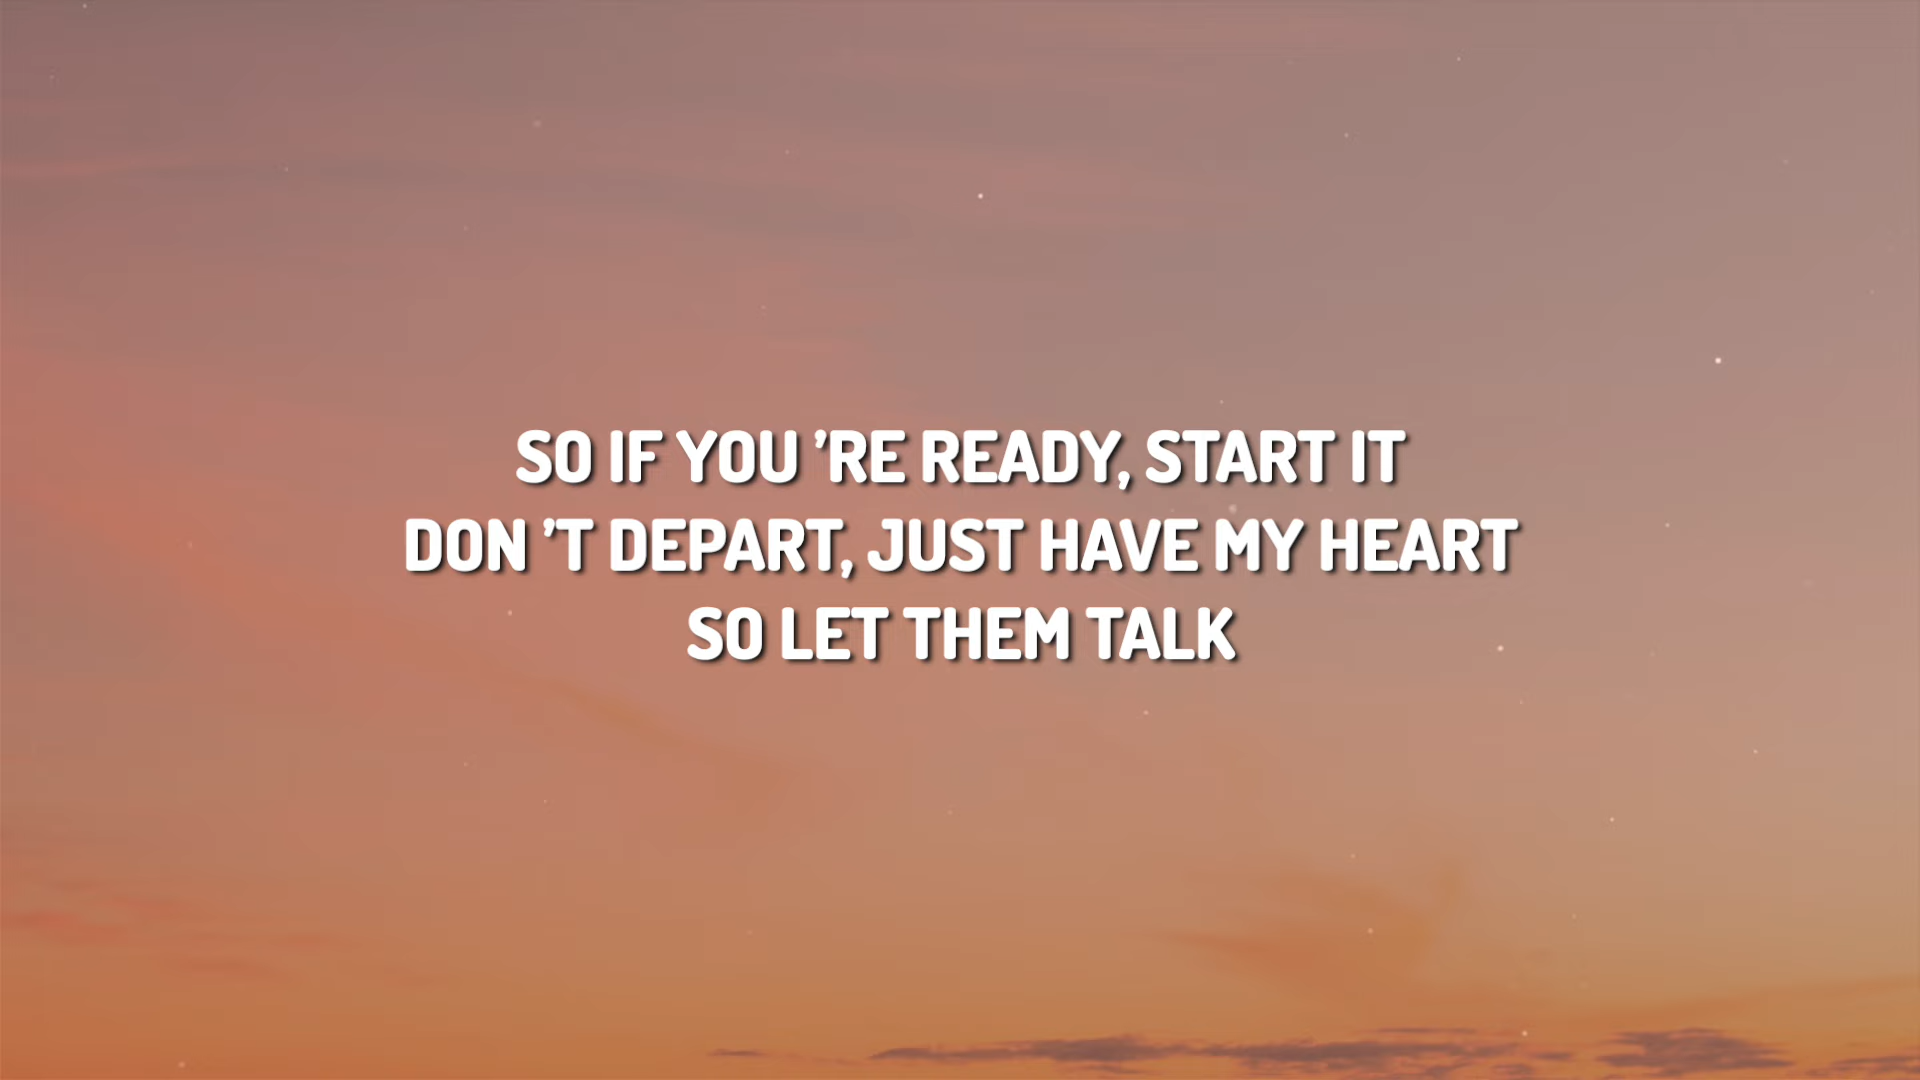 SO IF YOU 'RE READY, START IT
DON 'T DEPART, JUST HAVE MY HEART
SO LET THEM TALK